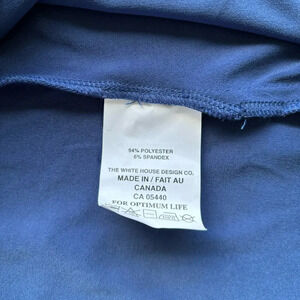 94% POLYESTER
6% SPANDEX
THE WHITE HOUSE DESIGN CO.
MADE IN / FAIT AU
CANADA
CA 05440
FOR OPTIMUM LIFE